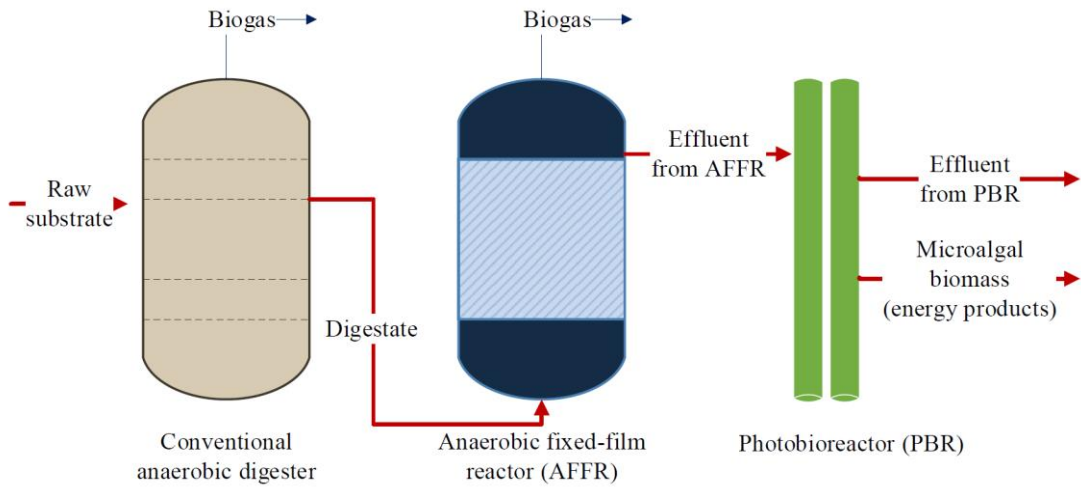 Biogas
Biogas
Effluent
from AFFR
Effluent
from PBR
Raw
substrate
Microalgal
biomass
(energy products)
Digestate
Conventional
anaerobic digester
Anaerobic fixed-film
reactor (AFFR)
Photobioreactor (PBR)